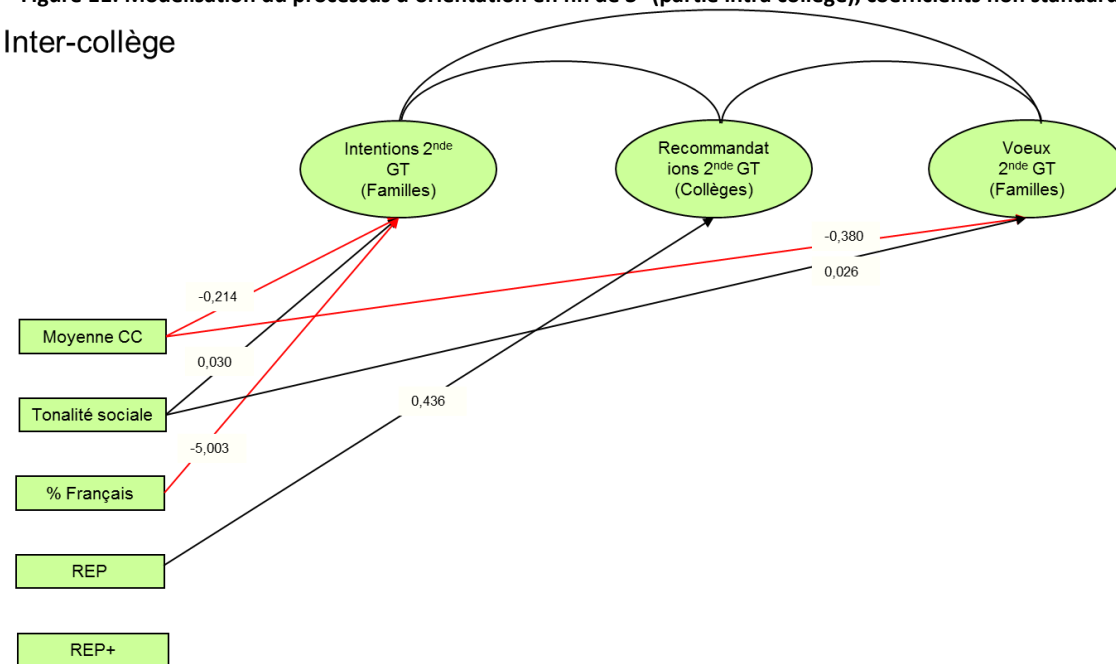 Inter-collège
Intentions 2nde
GT
(Familles)
Recommandat
ions 2nde GT
(Collèges)
Voeux
2nde GT
(Familles)
-0,380
0,026
-0,214
Moyenne CC
0,030
Tonalité sociale
0,436
-5,003
% Français
REP
REP+